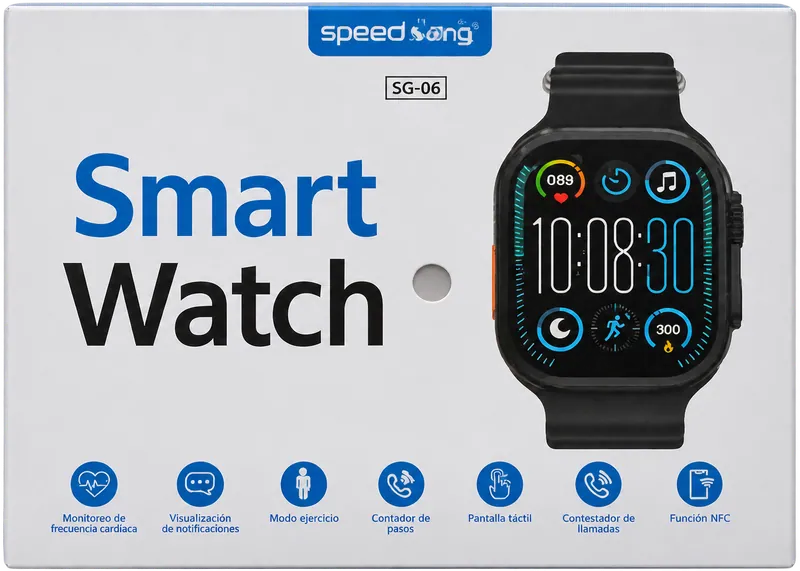 speed song
SG-06
Smart
Watch
089
10:08:30
300
Monitoreo de
frecuencia cardiaca
Visualización
de notificaciones
Modo ejercicio
Contador de
pasos
Pantalla táctil
Contestador de
llamadas
Función NFC